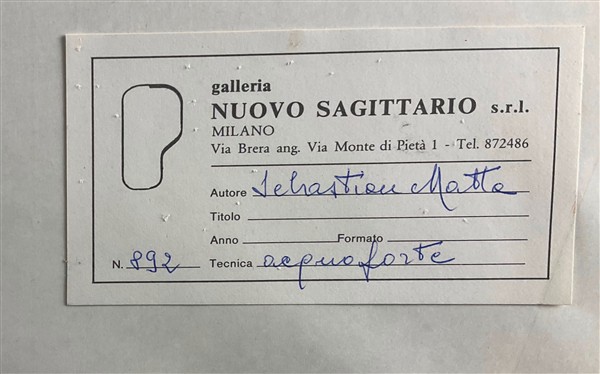 galleria
NUOVO SAGITTARIO s.r.l.
MILANO
Via Brera ang. Via Monte di Pietà 1 - Tel. 872486
Autore Sebastian Matta
Titolo
Anno Formato
N. 892 Tecnica acquaforte